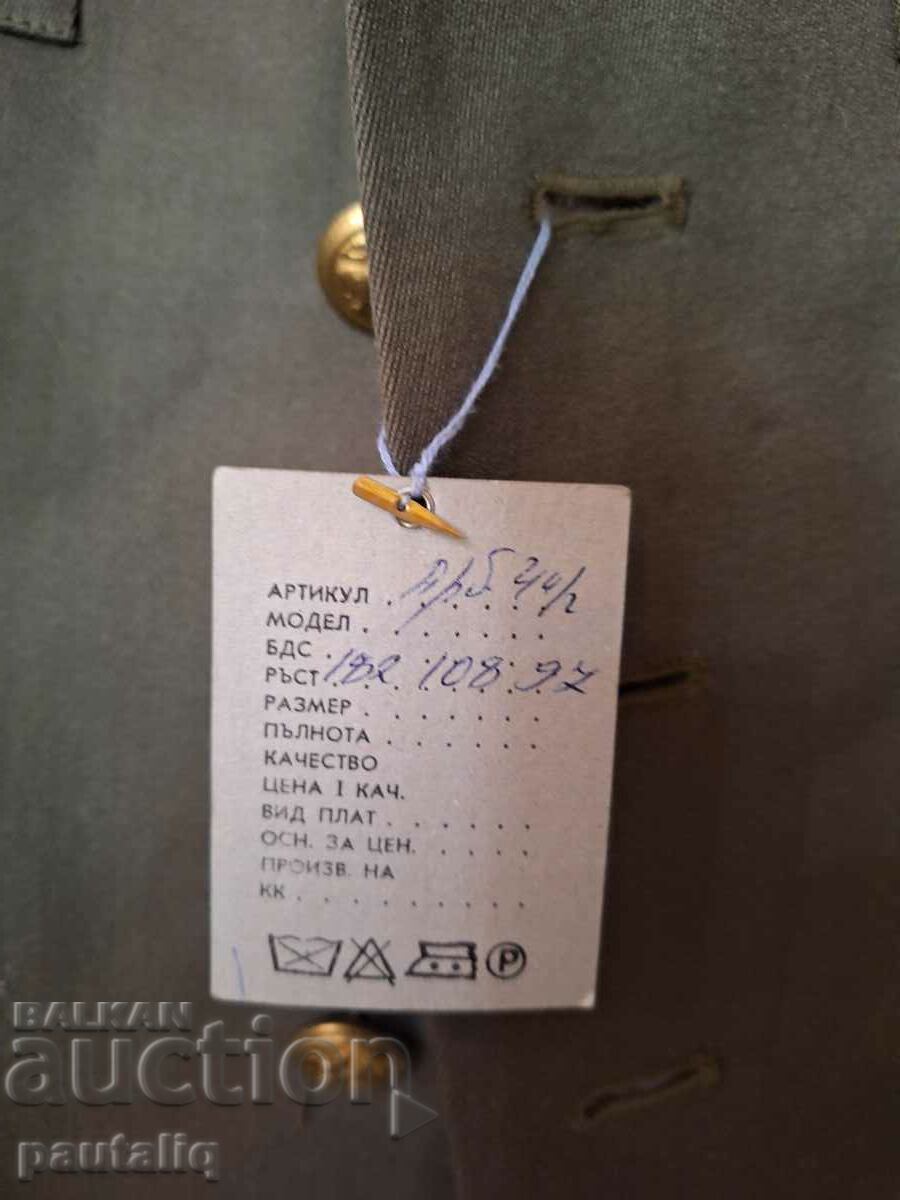 АРТИКУЛ . . . . . . . 
МОДЕЛ . . . . . . .
БДС . . . . . . . .
РЪСТ 182 108 97
РАЗМЕР . . . . . . .
ПЪЛНОТА . . . . . .
КАЧЕСТВО
ЦЕНА I КАЧ.
ВИД ПЛАТ . . . . . .
ОСН. ЗА ЦЕН. . . . .
ПРОИЗВ. НА
КК . . . . . . . . .
P
BALKAN
auction
pautaliq